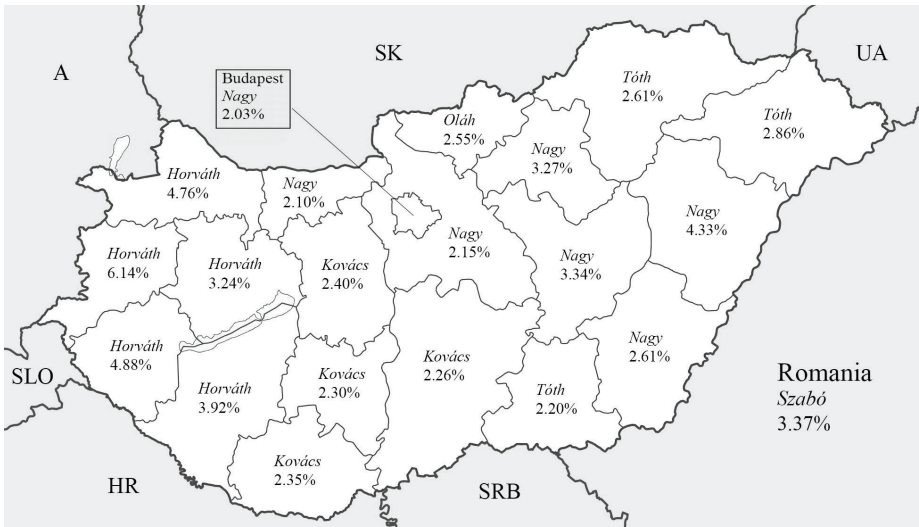 SK
UA
A
Budapest
Nagy
2.03%
Tóth
2.61%
Oláh
2.55%
Tóth
2.86%
Nagy
3.27%
Horváth
4.76%
Nagy
2.10%
Nagy
4.33%
Nagy
2.15%
Horváth
6.14%
Horváth
3.24%
Kovács
2.40%
Nagy
3.34%
Horváth
4.88%
Nagy
2.61%
SLO
Horváth
3.92%
Kovács
2.30%
Kovács
2.26%
Tóth
2.20%
Romania
Szabó
3.37%
Kovács
2.35%
HR
SRB